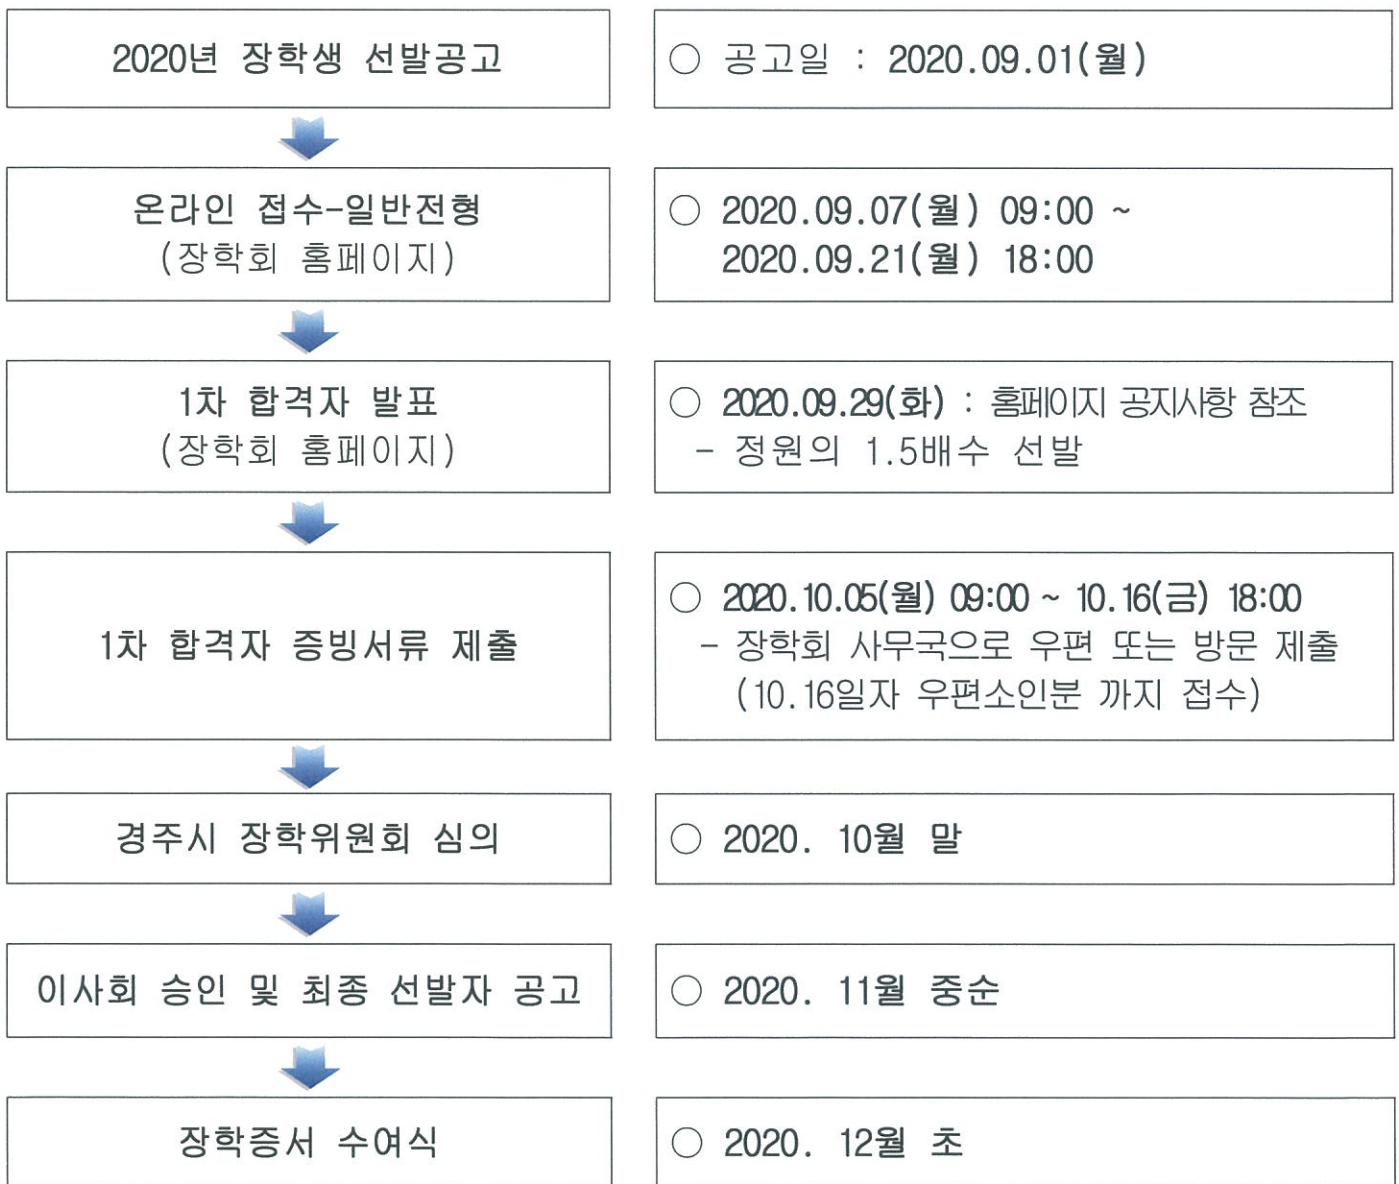 2020년 장학생 선발공고
○ 공고일 : 2020.09.01(월)
온라인 접수-일반전형
(장학회 홈페이지)
○ 2020.09.07(월) 09:00 ~
2020.09.21(월) 18:00
1차 합격자 발표
(장학회 홈페이지)
○ 2020.09.29(화) : 홈페이지 공지사항 참조
- 정원의 1.5배수 선발
1차 합격자 증빙서류 제출
○ 2020.10.05(월) 09:00 ~ 10.16(금) 18:00
- 장학회 사무국으로 우편 또는 방문 제출
(10.16일자 우편소인분 까지 접수)
경주시 장학위원회 심의
○ 2020. 10월 말
이사회 승인 및 최종 선발자 공고
○ 2020. 11월 중순
장학증서 수여식
○ 2020. 12월 초